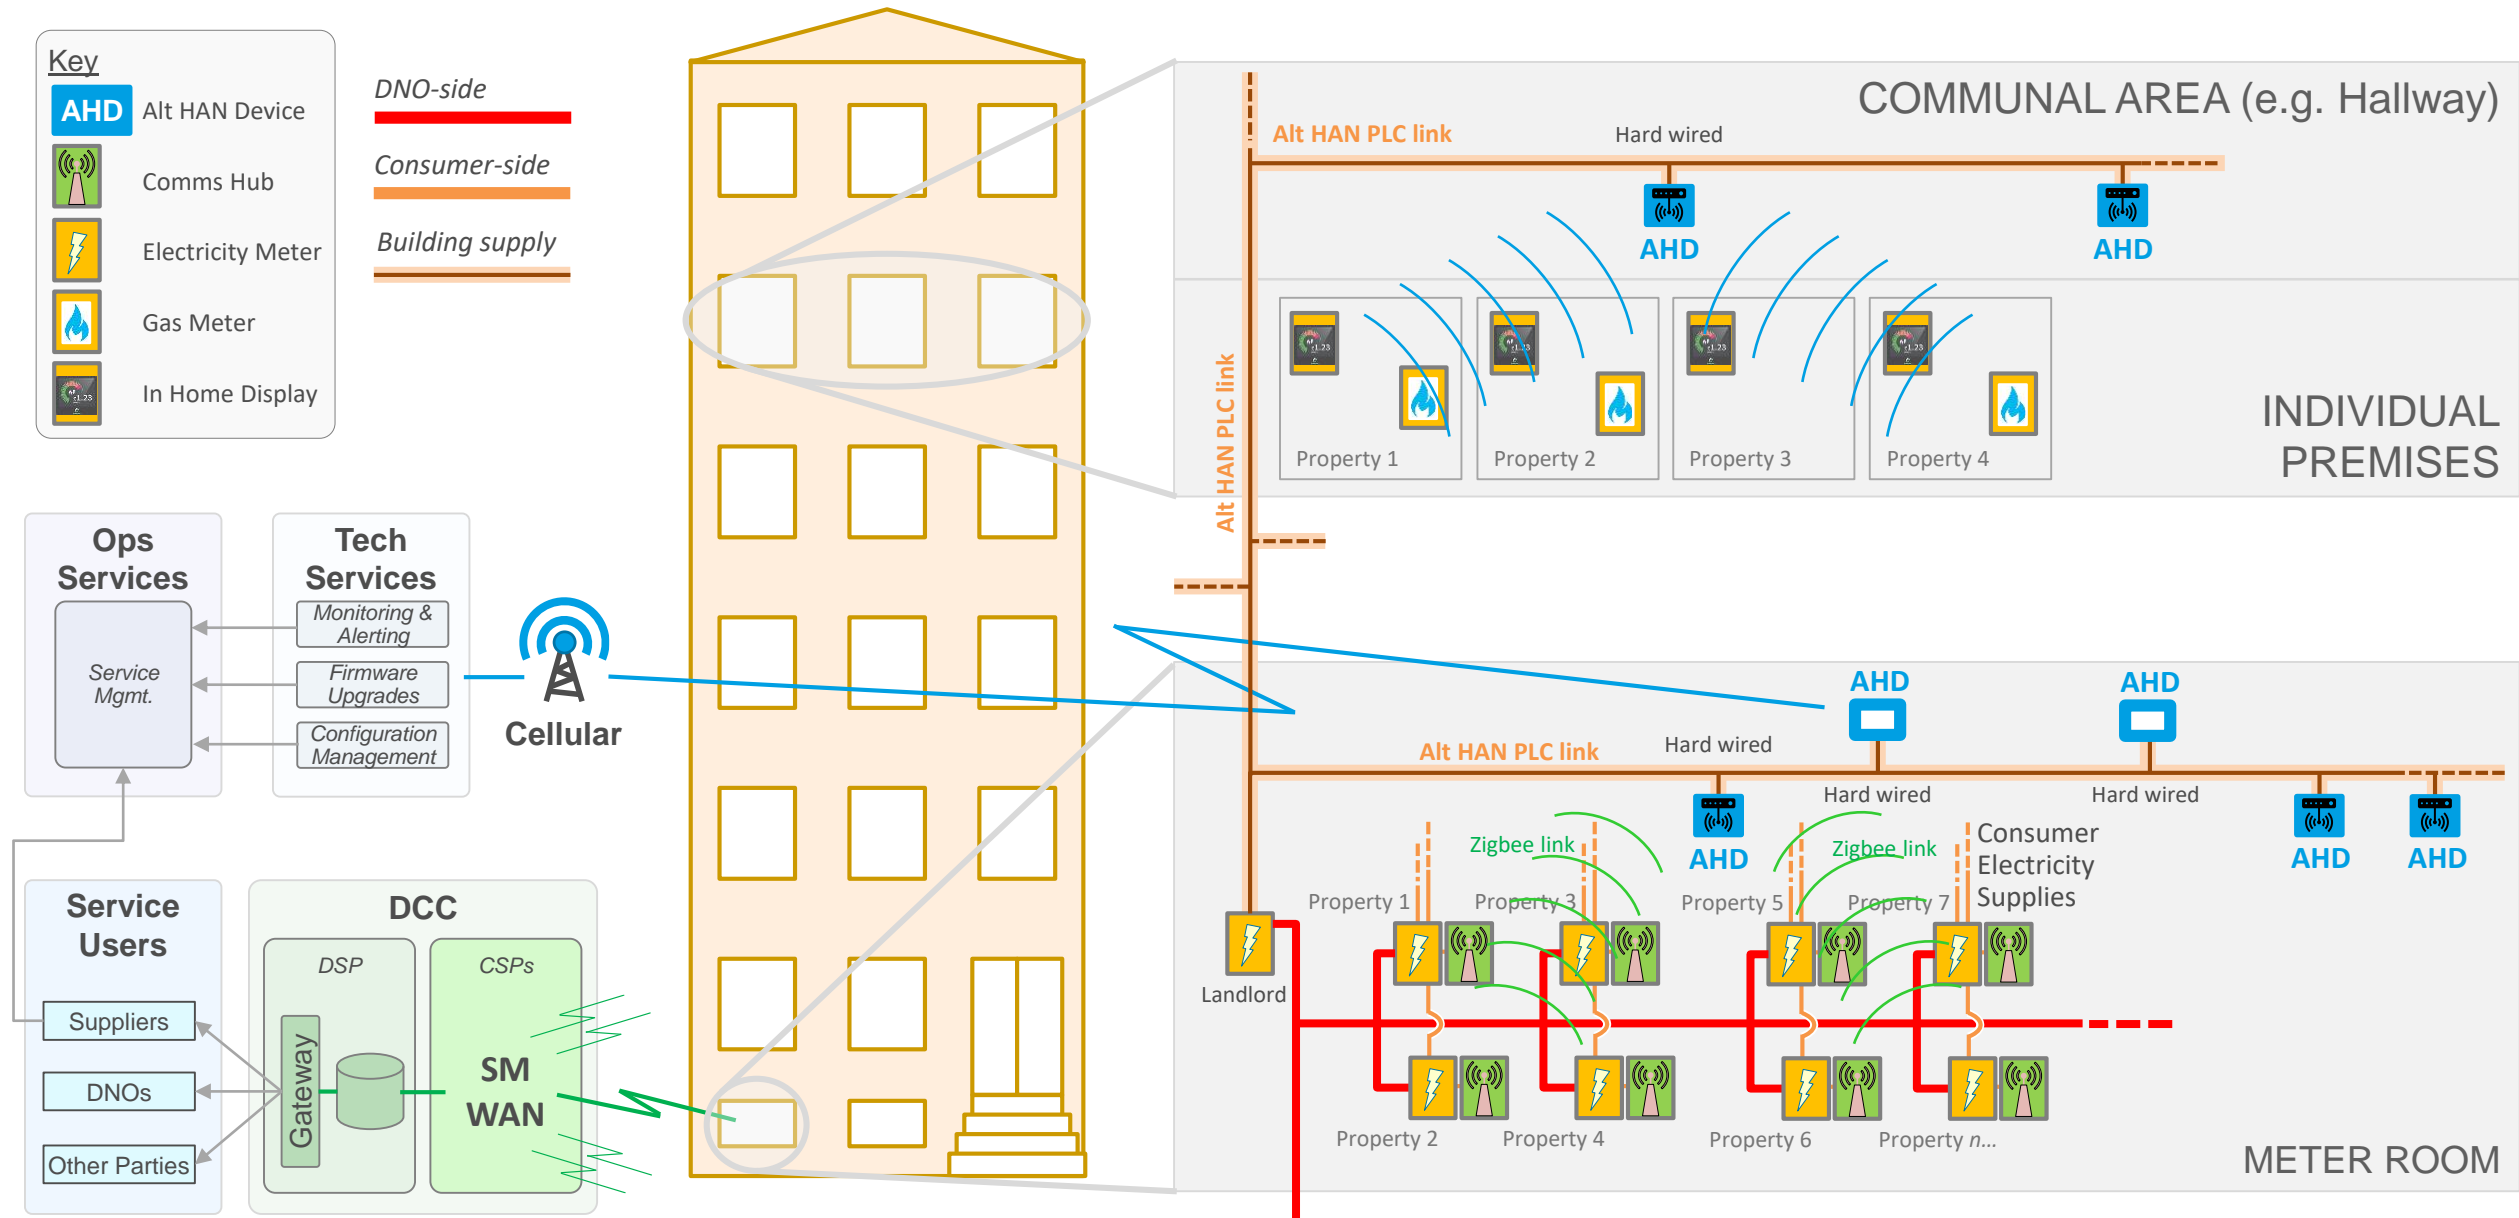 Key
AHD
Alt HAN Device
Comms Hub
Electricity Meter
Gas Meter
In Home Display
DNO-side
Consumer-side
Building supply
COMMUNAL AREA (e.g. Hallway)
Alt HAN PLC link
Hard wired
AHD
AHD
Alt HAN PLC link
Property 1
Property 2
Property 3
Property 4
INDIVIDUAL
PREMISES
Ops
Services
Service
Mgmt.
Tech
Services
Monitoring &
Alerting
Firmware
Upgrades
Configuration
Management
Cellular
Service
Users
Suppliers
DNOs
Other Parties
DCC
DSP
Gateway
CSPs
SM
WAN
AHD
AHD
Alt HAN PLC link
Hard wired
Hard wired
Hard wired
AHD
AHD
AHD
Zigbee link
Zigbee link
Consumer
Electricity
Supplies
Property 1
Property 3
Property 5
Property 7
Landlord
Property 2
Property 4
Property 6
Property n...
METER ROOM